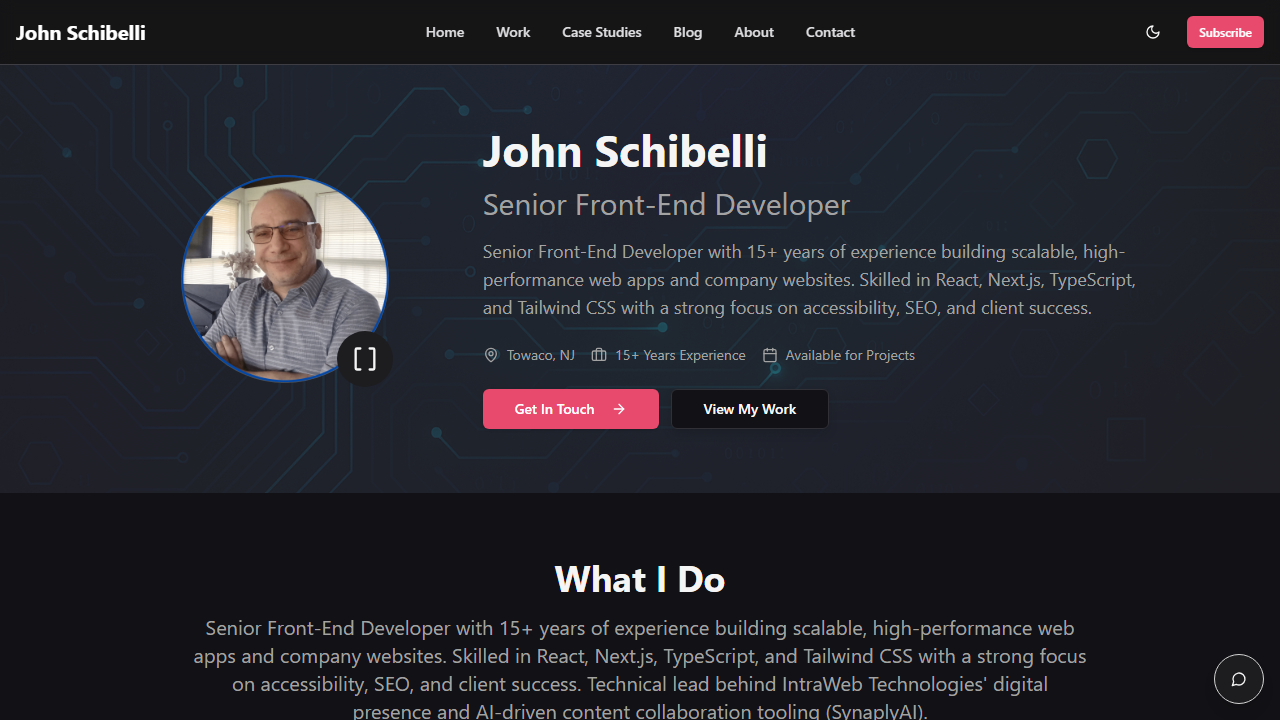 John Schibelli
Home
Work
Case Studies
Blog
About
Contact
Subscribe
John Schibelli
Senior Front-End Developer
Senior Front-End Developer with 15+ years of experience building scalable, high-
performance web apps and company websites. Skilled in React, Next.js, TypeScript,
and Tailwind CSS with a strong focus on accessibility, SEO, and client success.
Towaco, NJ
15+ Years Experience
Available for Projects
Get In Touch
View My Work
What I Do
Senior Front-End Developer with 15+ years of experience building scalable, high-performance web
apps and company websites. Skilled in React, Next.js, TypeScript, and Tailwind CSS with a strong focus
on accessibility, SEO, and client success. Technical lead behind IntraWeb Technologies' digital
presence and AI-driven content collaboration tooling (SynaplyAI).